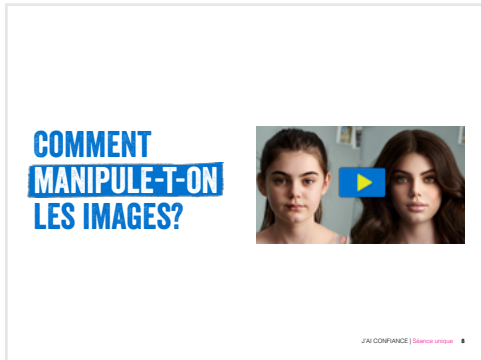 COMMENT
MANIPULE-T-ON
LES IMAGES?
J'AI CONFIANCE | Séance unique 8